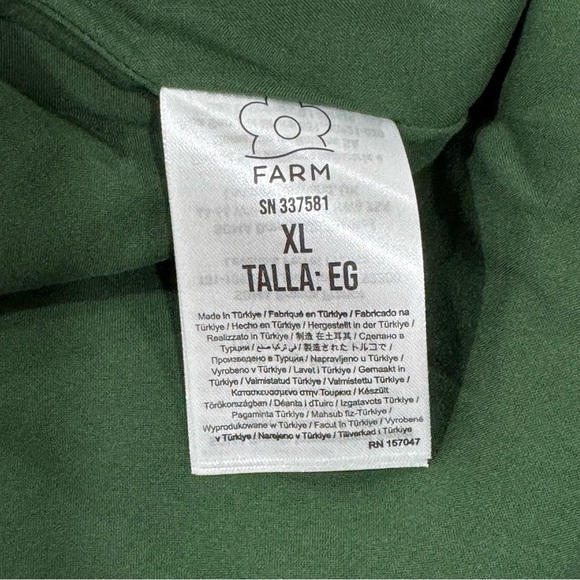 FARM
SN 337581
XL
TALLA: EG
Made in Türkiye / Fabriqué en Türkiye / Fabricado na
Türkiye / Hecho en Türkiye / Hergestellt in der Türkiye /
Realizzato in Türkiye / 制造 在土耳其 / Сделано в
Турции / صنع في تركيا / 製造された トルコで /
Произведено в Турция / Napravljeno u Türkiye /
Vyrobeno v Türkiye / Lavet i Türkiye / Gemaakt in
Türkiye / Valmistatud Türkiye / Valmistettu Türkiye /
Κατασκευασμένο στην Τουρκία / Készült
Törökországban / Déanta i dTuirc / Izgatavots Türkiye /
Pagaminta Türkiye / Mahsub fiz-Türkiye /
Wyprodukowane w Türkiye / Facut în Türkiye / Vyrobené
v Türkiye / Narejeno v Türkiye / Tillverkad i Türkiye
RN 157047